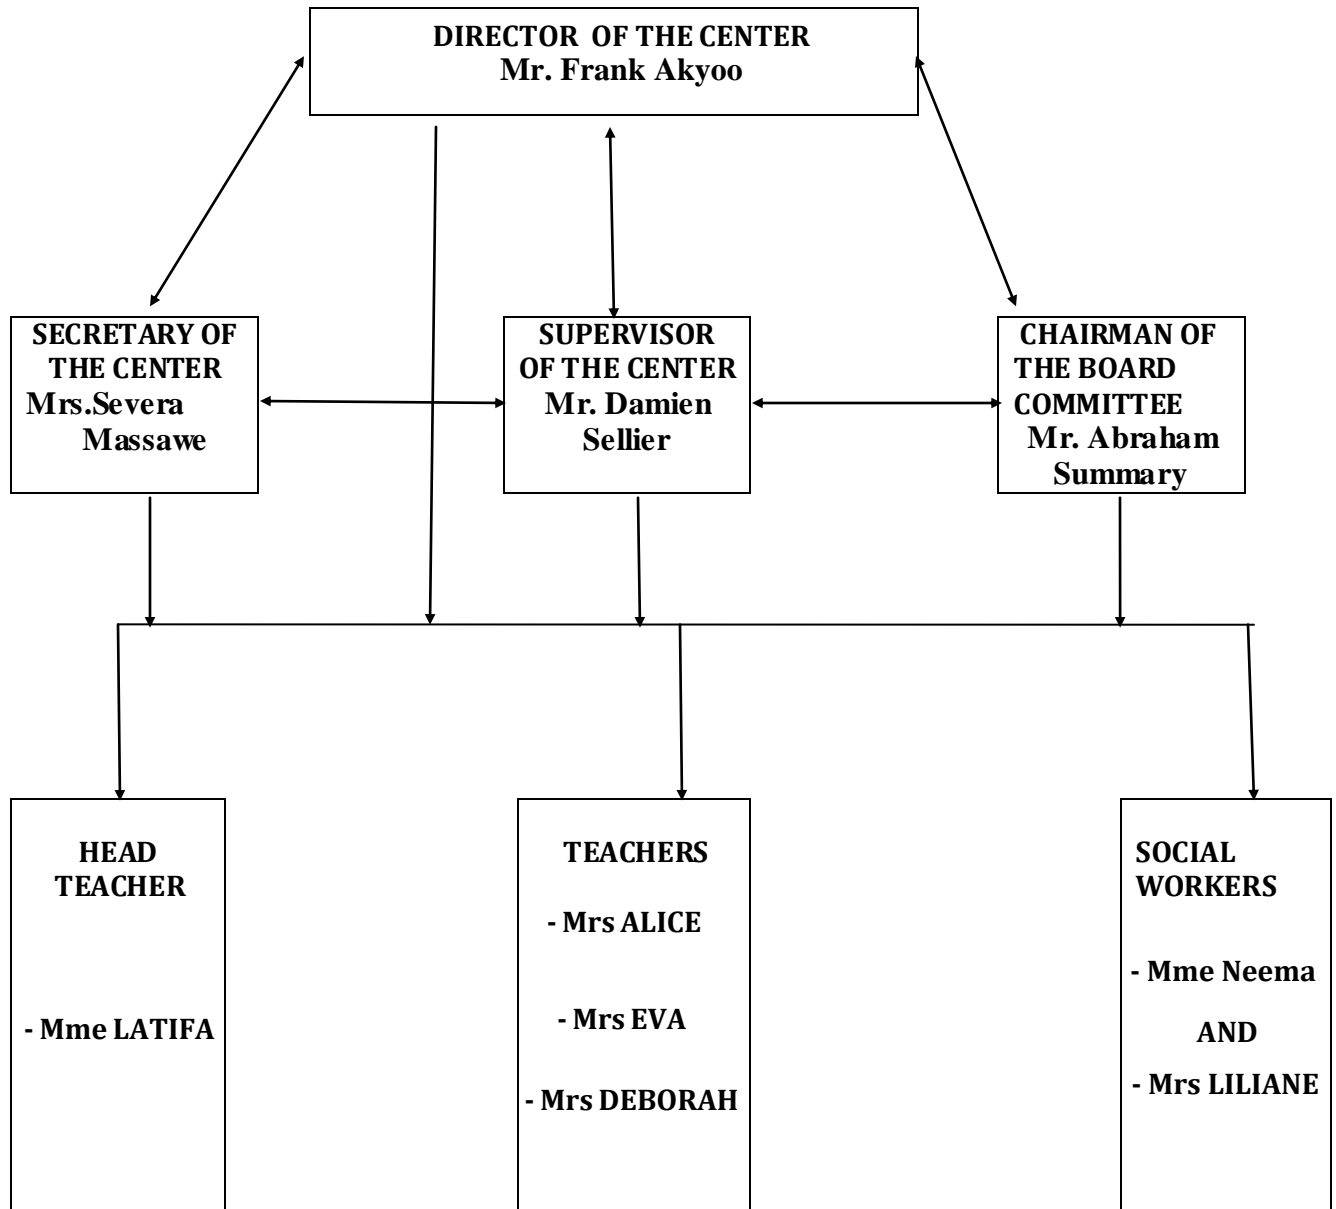 DIRECTOR OF THE CENTER
Mr. Frank Akyoo
SECRETARY OF
THE CENTER
Mrs.Severa
Massawe
SUPERVISOR
OF THE CENTER
Mr. Damien
Sellier
CHAIRMAN OF
THE BOARD
COMMITTEE
Mr. Abraham
Summary
HEAD
TEACHER
- Mme LATIFA
TEACHERS
- Mrs ALICE
- Mrs EVA
- Mrs DEBORAH
SOCIAL
WORKERS
- Mme Neema
AND
- Mrs LILIANE